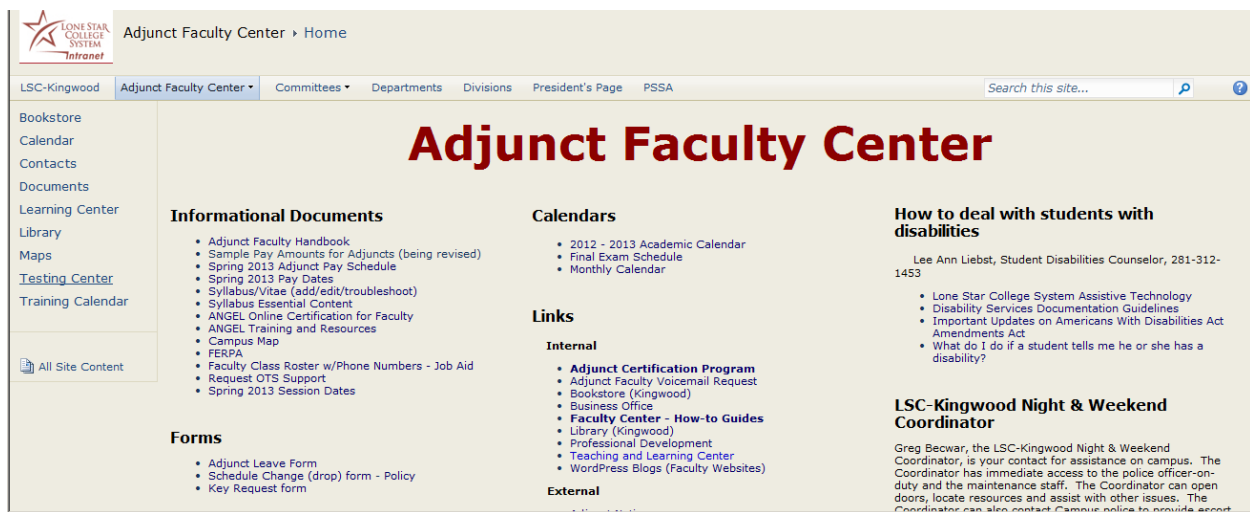 LONE STAR
COLLEGE
SYSTEM
Intranet
Adjunct Faculty Center › Home
LSC-Kingwood
Adjunct Faculty Center
Committees
Departments
Divisions
President's Page
PSSA
Search this site...
Bookstore
Calendar
Contacts
Documents
Learning Center
Library
Maps
Testing Center
Training Calendar
All Site Content
Adjunct Faculty Center
Informational Documents
• Adjunct Faculty Handbook
• Sample Pay Amounts for Adjuncts (being revised)
• Spring 2013 Adjunct Pay Schedule
• Spring 2013 Pay Dates
• Syllabus/Vitae (add/edit/troubleshoot)
• Syllabus Essential Content
• ANGEL Online Certification for Faculty
• ANGEL Training and Resources
• Campus Map
• FERPA
• Faculty Class Roster w/Phone Numbers - Job Aid
• Request OTS Support
• Spring 2013 Session Dates
Forms
• Adjunct Leave Form
• Schedule Change (drop) form - Policy
• Key Request form
Calendars
• 2012 - 2013 Academic Calendar
• Final Exam Schedule
• Monthly Calendar
Links
Internal
• Adjunct Certification Program
• Adjunct Faculty Voicemail Request
• Bookstore (Kingwood)
• Business Office
• Faculty Center - How-to Guides
• Library (Kingwood)
• Professional Development
• Teaching and Learning Center
• WordPress Blogs (Faculty Websites)
External
How to deal with students with
disabilities
Lee Ann Liebst, Student Disabilities Counselor, 281-312-
1453
• Lone Star College System Assistive Technology
• Disability Services Documentation Guidelines
• Important Updates on Americans With Disabilities Act
Amendments Act
• What do I do if a student tells me he or she has a
disability?
LSC-Kingwood Night & Weekend
Coordinator
Greg Becwar, the LSC-Kingwood Night & Weekend
Coordinator, is your contact for assistance on campus. The
Coordinator has immediate access to the police officer-on-
duty and the maintenance staff. The Coordinator can open
doors, locate resources and assist with other issues. The
Coordinator can also contact Campus police to provide escort